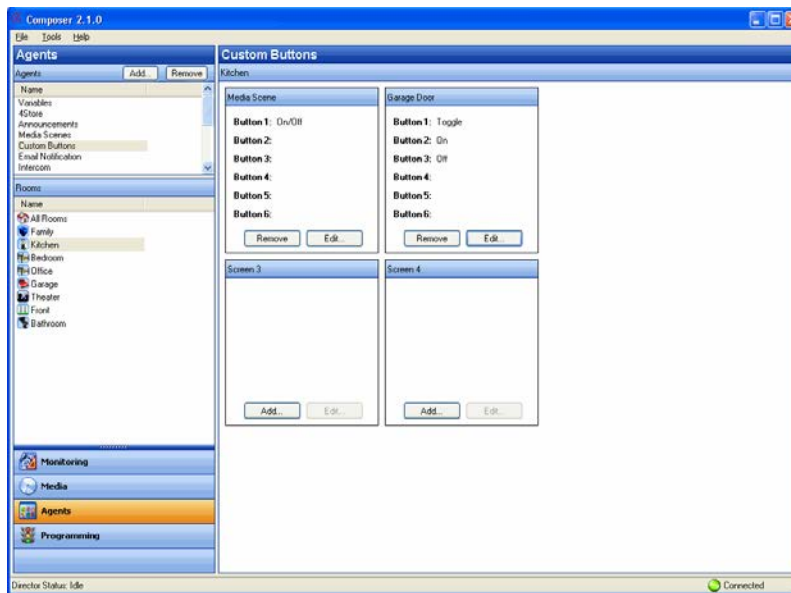 Composer 2.1.0
File Tools Help
Agents
Agents Add... Remove
Name
Variables
4Store
Announcements
Media Scenes
Custom Buttons
Email Notification
Intercom
Rooms
Name
All Rooms
Family
Kitchen
Bedroom
Office
Garage
Theater
Front
Bathroom
Monitoring
Media
Agents
Programming
Custom Buttons
Kitchen
Media Scene
Button 1: On/Off
Button 2:
Button 3:
Button 4:
Button 5:
Button 6:
Remove Edit...
Garage Door
Button 1: Toggle
Button 2: On
Button 3: Off
Button 4:
Button 5:
Button 6:
Remove Edit...
Screen 3
Add... Edit...
Screen 4
Add... Edit...
Director Status: Idle
Connected